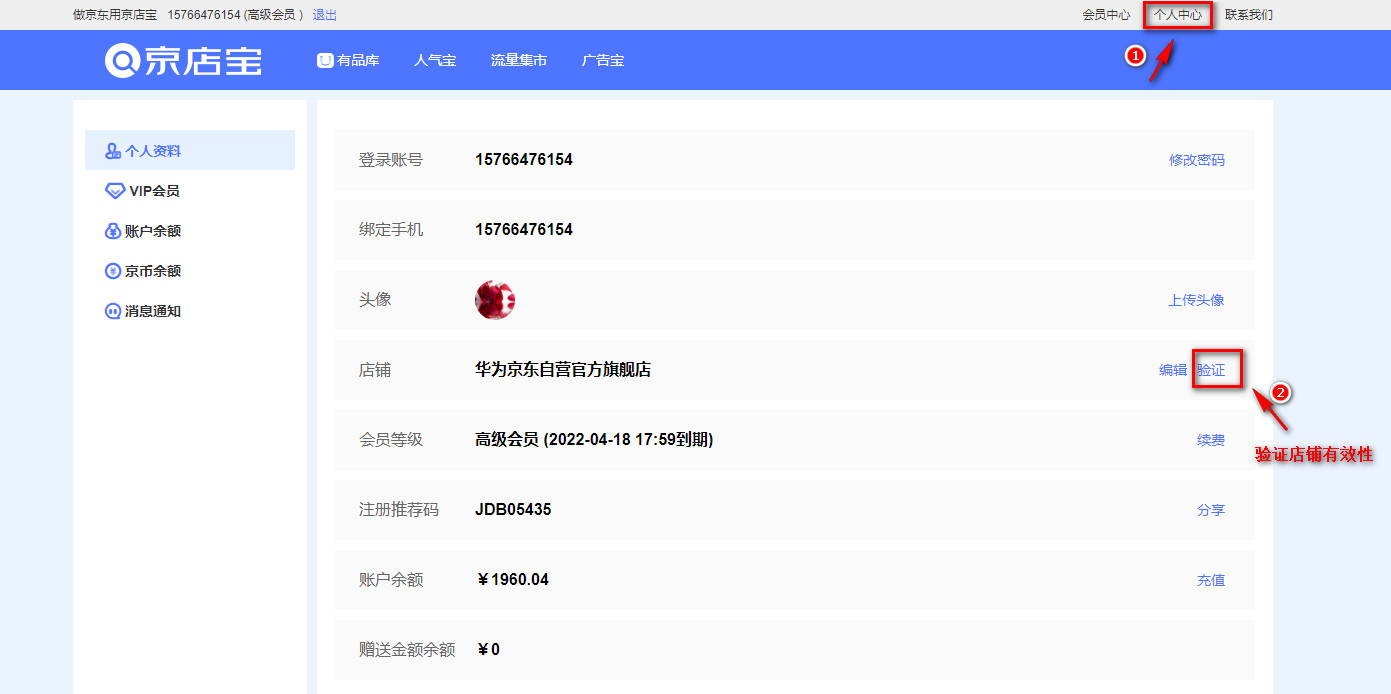 做京东用京店宝 15766476154 (高级会员 ) 退出 会员中心 个人中心 联系我们
京店宝 有品库 人气宝 流量集市 广告宝 1
个人资料
VIP会员
账户余额
京币余额
消息通知
登录账号 15766476154 修改密码
绑定手机 15766476154
头像 上传头像
店铺 华为京东自营官方旗舰店 编辑 验证
2
会员等级 高级会员 (2022-04-18 17:59到期) 续费
验证店铺有效性
注册推荐码 JDB05435 分享
账户余额 ￥1960.04 充值
赠送金额余额 ￥0